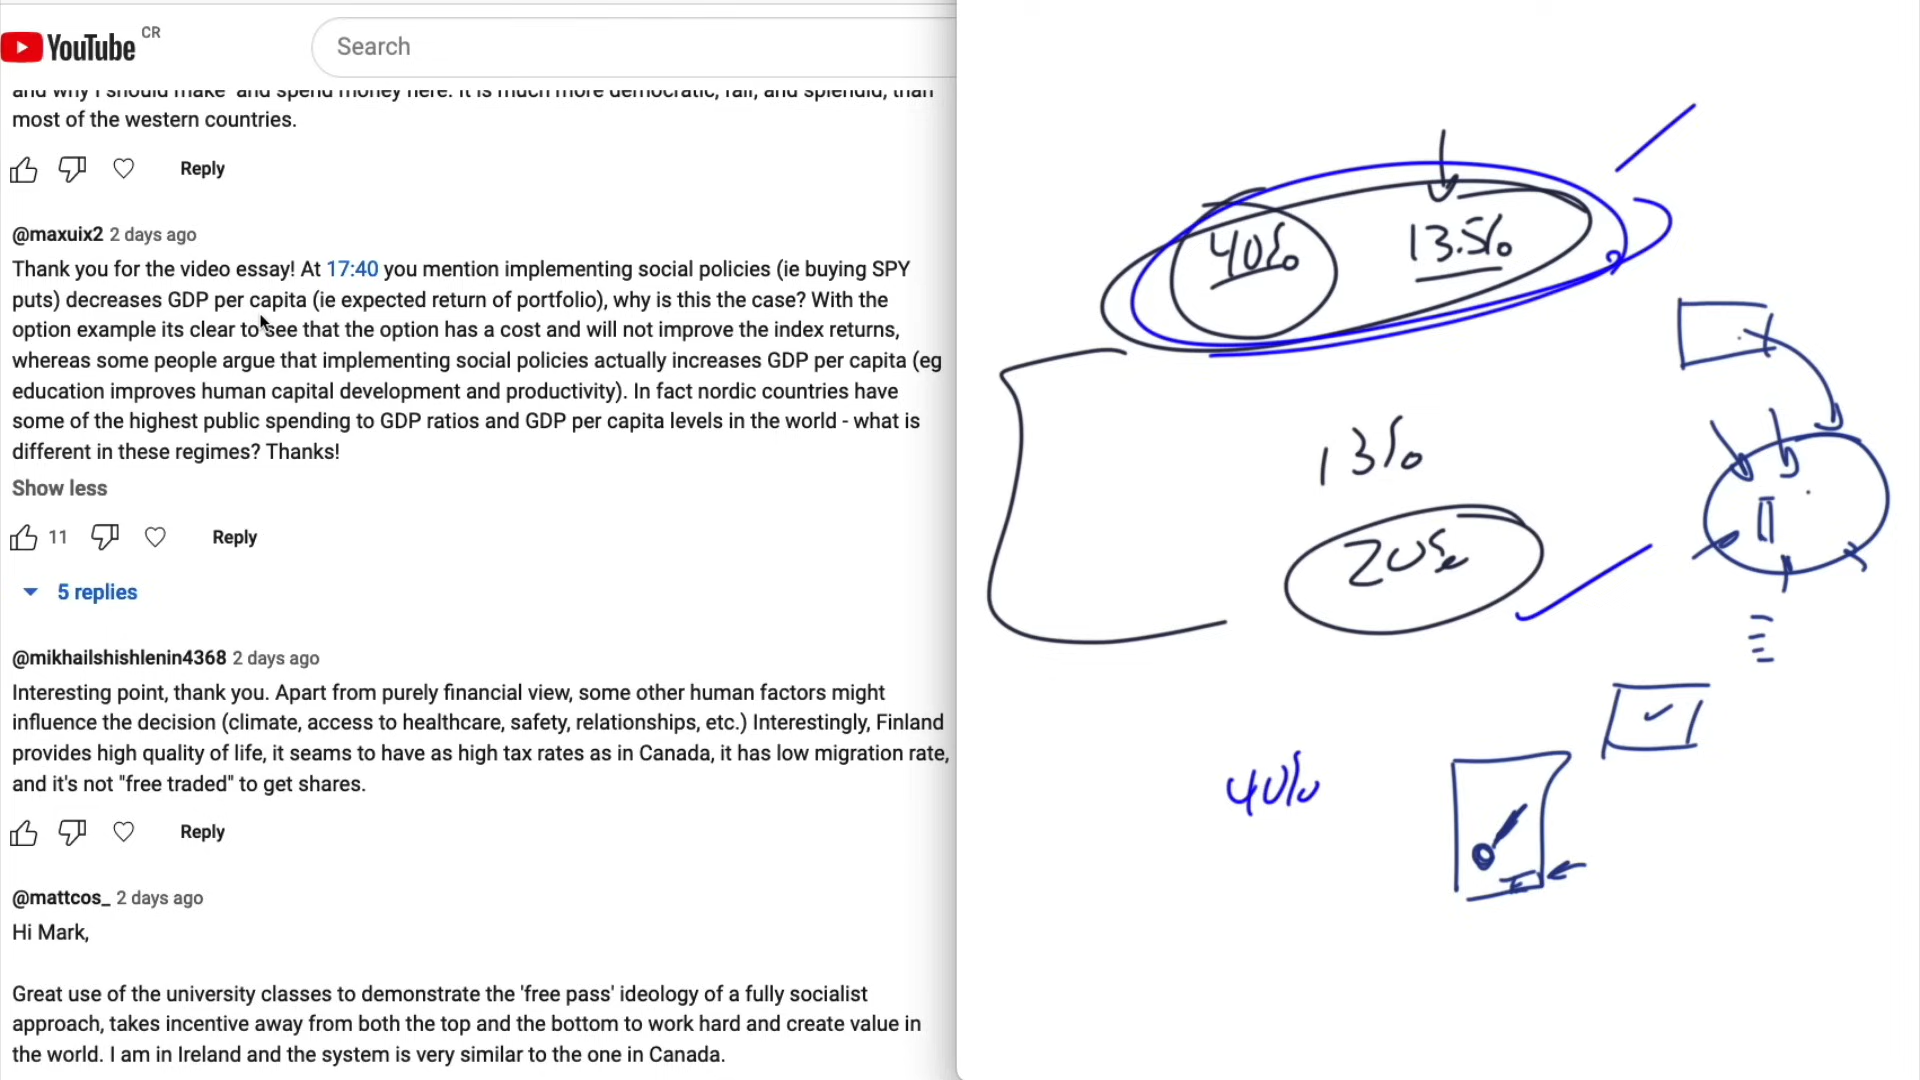 YouTube CR
Search
and why I should make and spend money here. It is much more democratic, fair, and splendid, than
most of the western countries.
Reply
@maxuix2 2 days ago
Thank you for the video essay! At 17:40 you mention implementing social policies (ie buying SPY
puts) decreases GDP per capita (ie expected return of portfolio), why is this the case? With the
option example its clear to see that the option has a cost and will not improve the index returns,
whereas some people argue that implementing social policies actually increases GDP per capita (eg
education improves human capital development and productivity). In fact nordic countries have
some of the highest public spending to GDP ratios and GDP per capita levels in the world - what is
different in these regimes? Thanks!
Show less
11
Reply
5 replies
@mikhailshishlenin4368 2 days ago
Interesting point, thank you. Apart from purely financial view, some other human factors might
influence the decision (climate, access to healthcare, safety, relationships, etc.) Interestingly, Finland
provides high quality of life, it seams to have as high tax rates as in Canada, it has low migration rate,
and it's not "free traded" to get shares.
Reply
@mattcos_ 2 days ago
Hi Mark,
Great use of the university classes to demonstrate the 'free pass' ideology of a fully socialist
approach, takes incentive away from both the top and the bottom to work hard and create value in
the world. I am in Ireland and the system is very similar to the one in Canada.
40% 13.5%
13%
40%